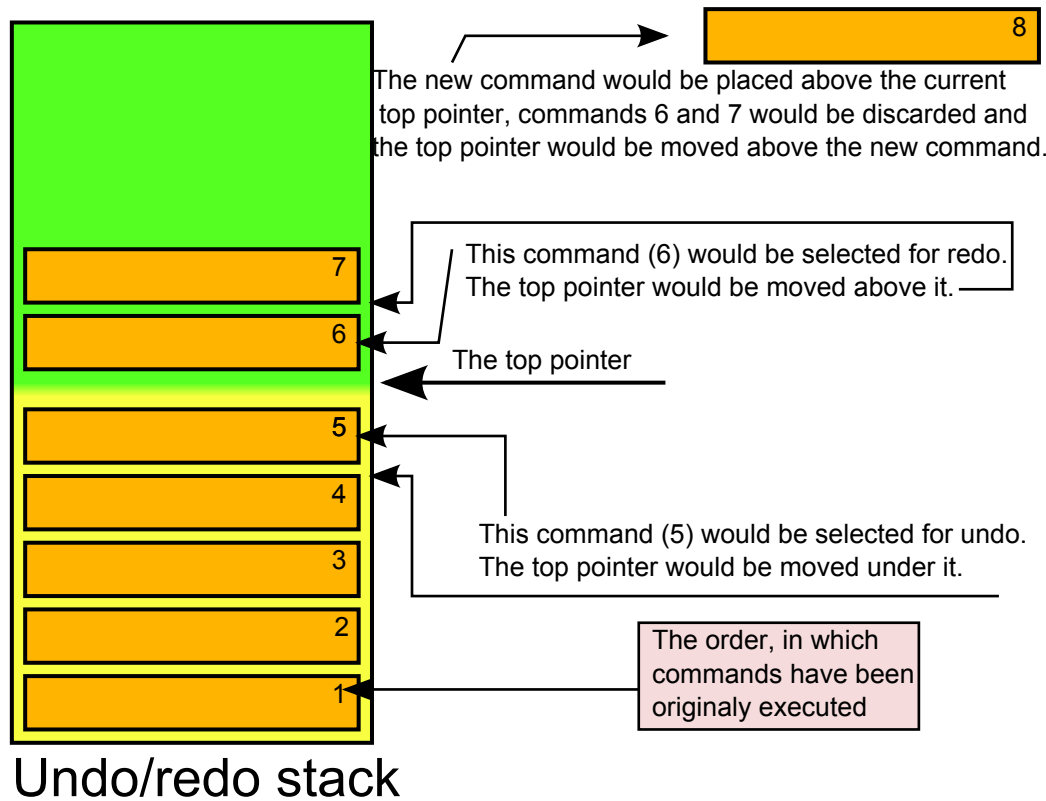 8
The new command would be placed above the current
top pointer, commands 6 and 7 would be discarded and
the top pointer would be moved above the new command.
7
This command (6) would be selected for redo.
The top pointer would be moved above it.
6
The top pointer
5
4
This command (5) would be selected for undo.
The top pointer would be moved under it.
3
2
The order, in which
commands have been
originaly executed
1
Undo/redo stack